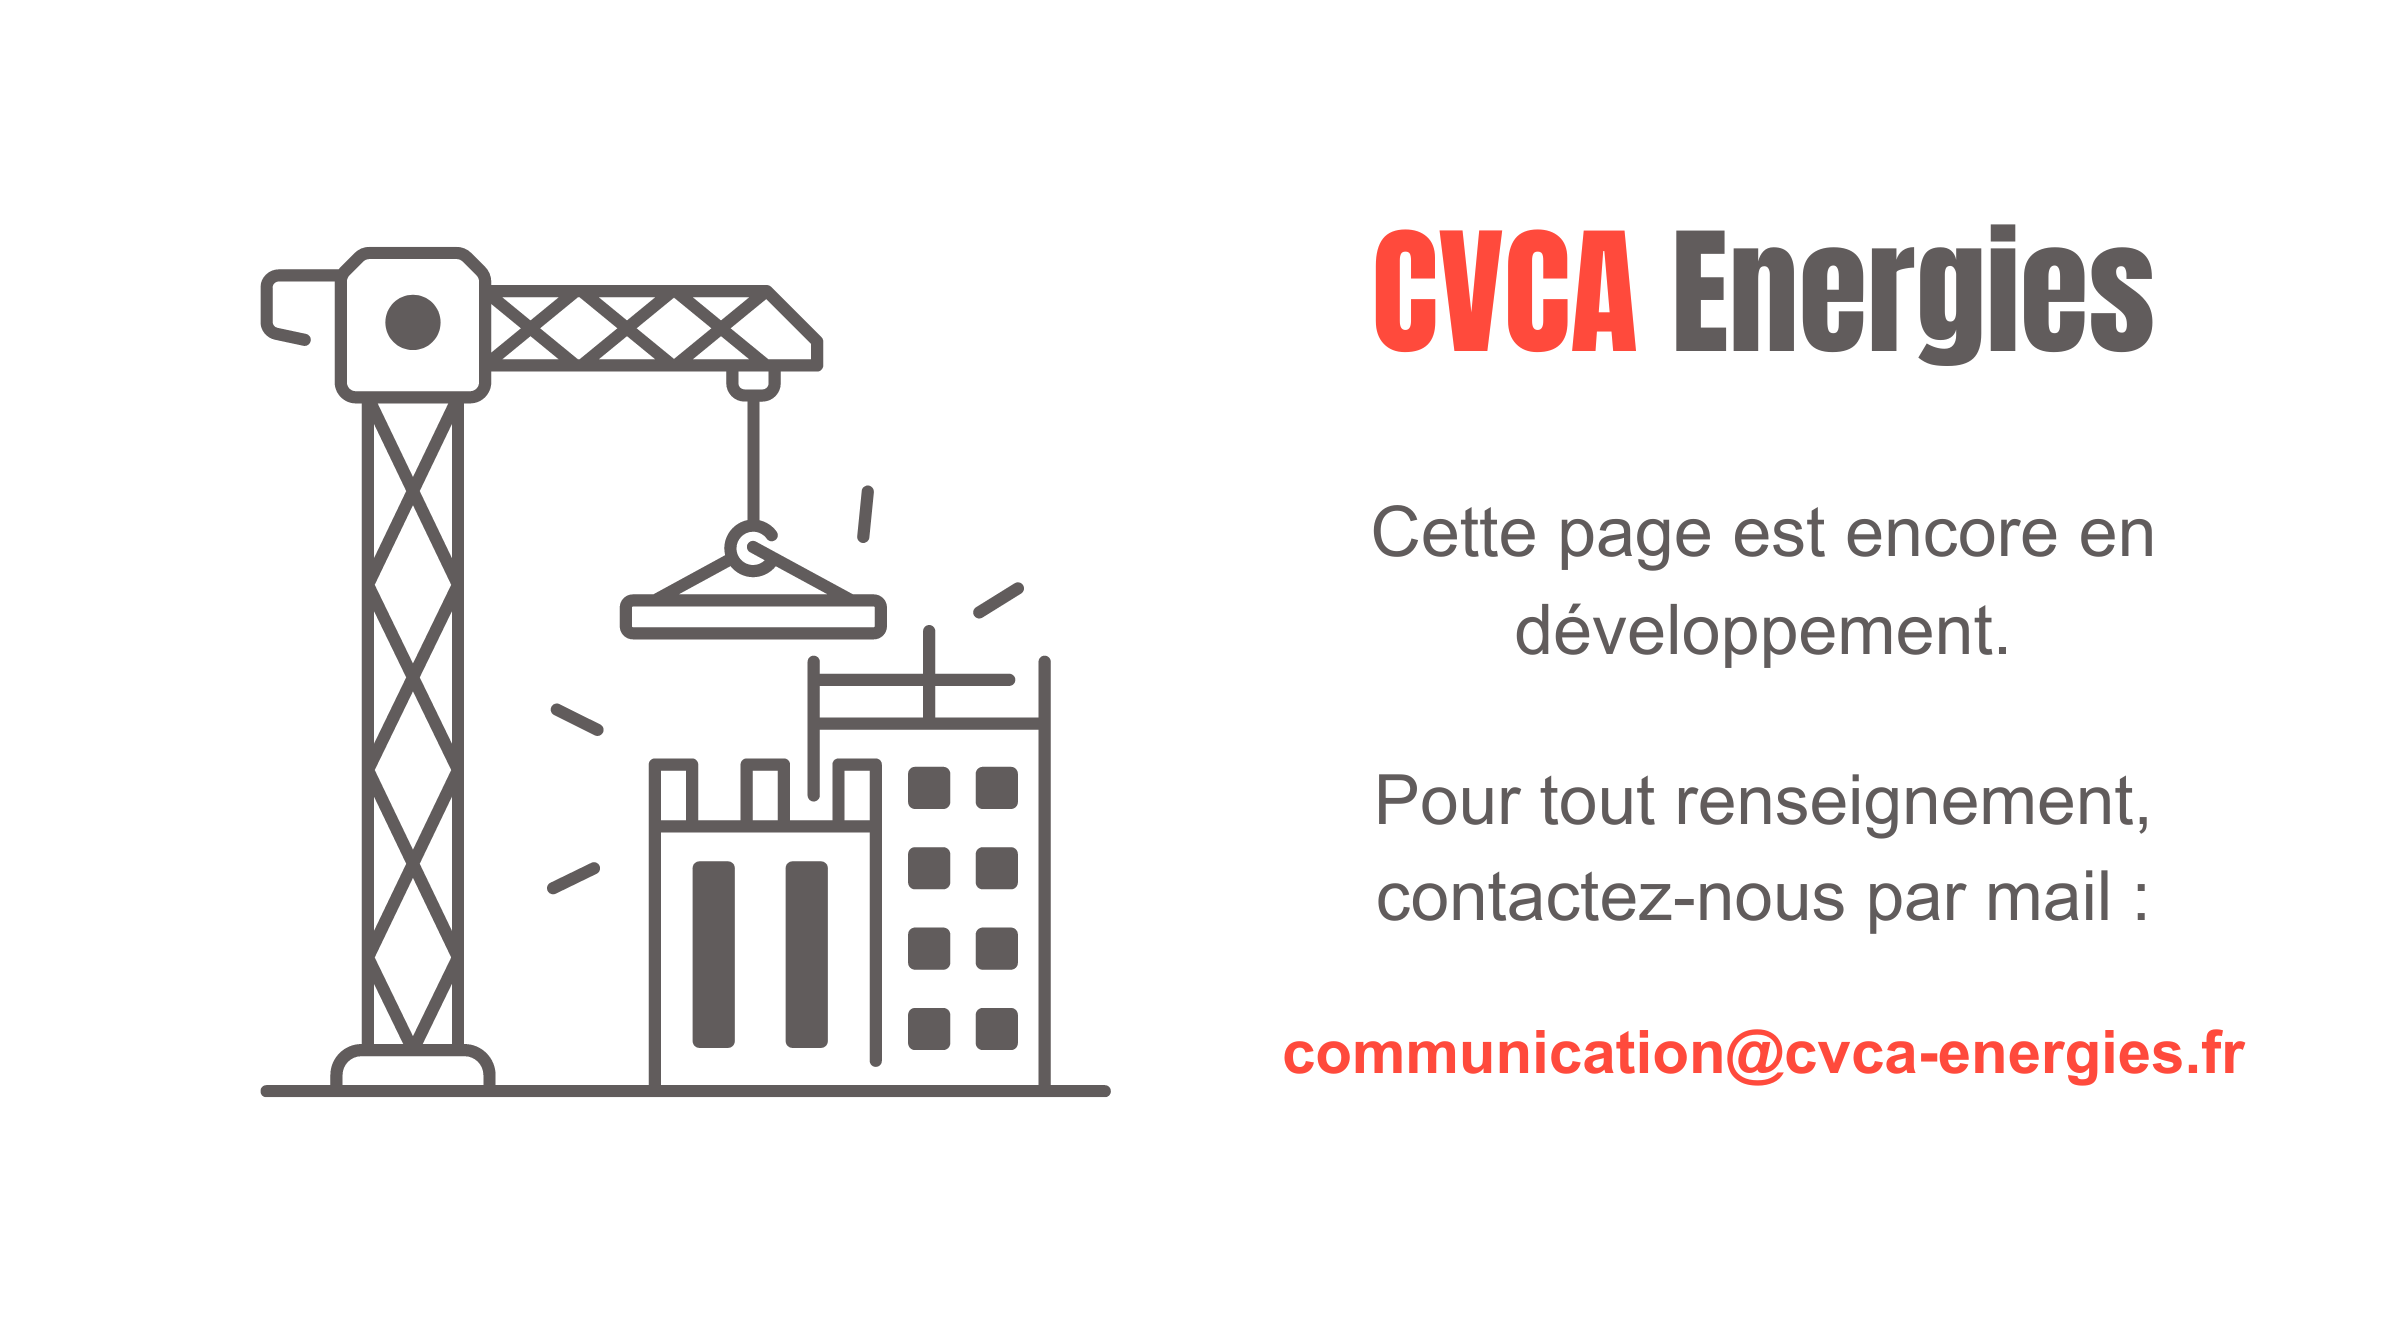 CVCA Energies
Cette page est encore en
développement.
Pour tout renseignement,
contactez-nous par mail :
communication@cvca-energies.fr